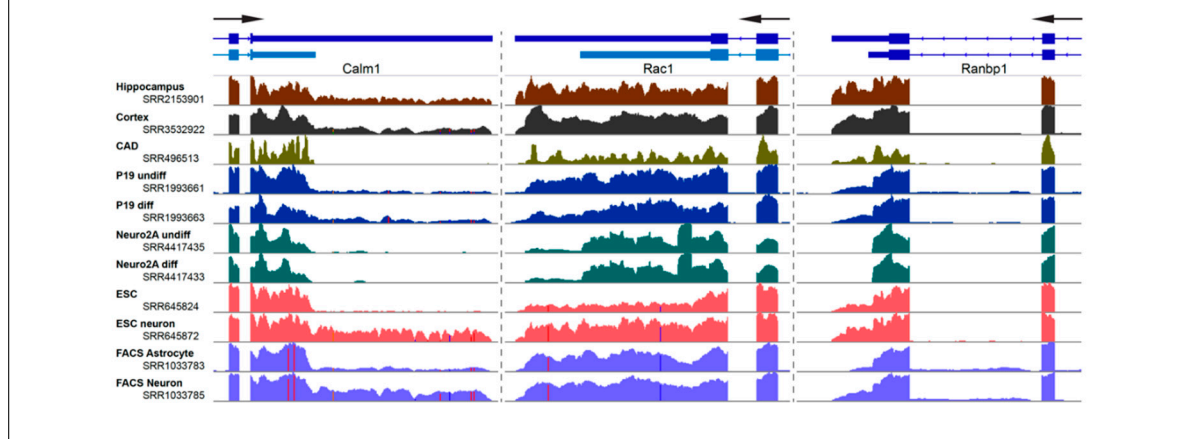 Calm1 Rac1 Ranbp1
Hippocampus
SRR2153901
Cortex
SRR3532922
CAD
SRR496513
P19 undiff
SRR1993661
P19 diff
SRR1993663
Neuro2A undiff
SRR4417435
Neuro2A diff
SRR4417433
ESC
SRR645824
ESC neuron
SRR645872
FACS Astrocyte
SRR1033783
FACS Neuron
SRR1033785